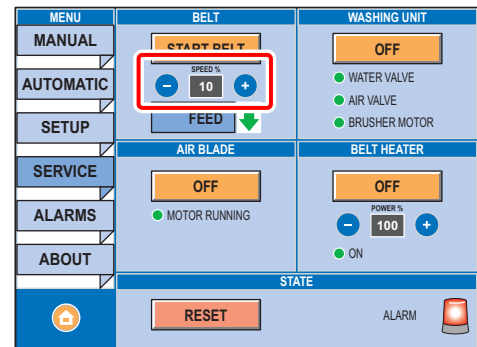 MENU
MANUAL
AUTOMATIC
SETUP
SERVICE
ALARMS
ABOUT
BELT
START BELT
SPEED %
10
FEED
WASHING UNIT
OFF
WATER VALVE
AIR VALVE
BRUSHER MOTOR
AIR BLADE
OFF
MOTOR RUNNING
BELT HEATER
OFF
POWER %
100
ON
STATE
RESET
ALARM